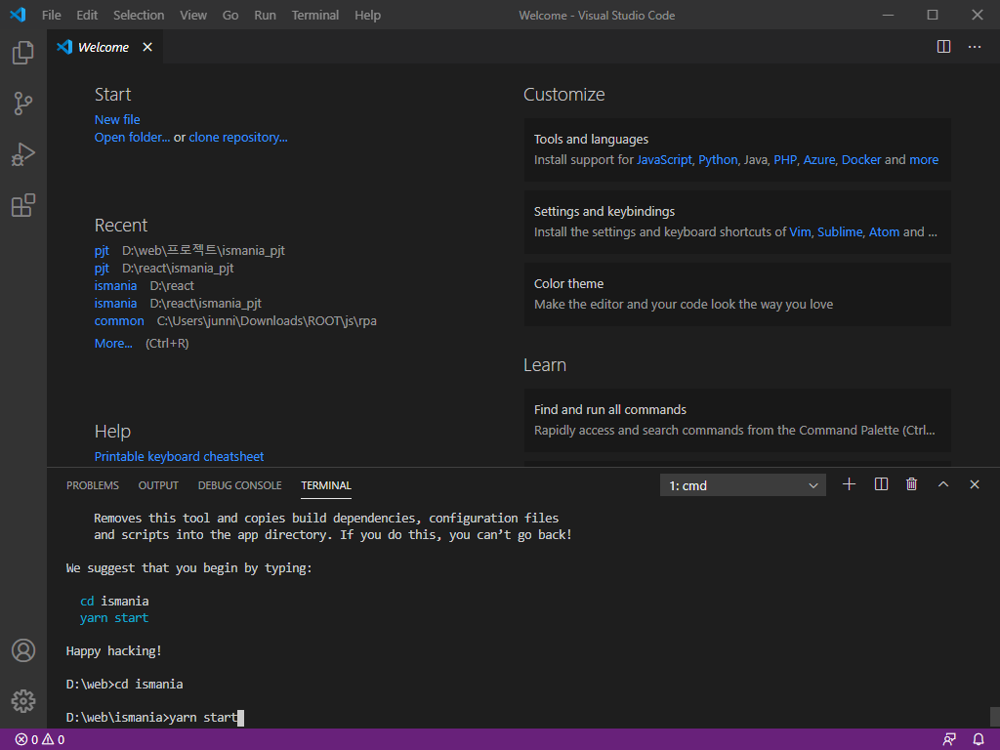 File Edit Selection View Go Run Terminal Help Welcome - Visual Studio Code
Welcome
Start
New file
Open folder... or clone repository...
Recent
pjt D:\web\프로젝트\ismania_pjt
pjt D:\react\ismania_pjt
ismania D:\react
ismania D:\react\ismania_pjt
common C:\Users\junni\Downloads\ROOT\js\rpa
More... (Ctrl+R)
Help
Printable keyboard cheatsheet
Customize
Tools and languages
Install support for JavaScript, Python, Java, PHP, Azure, Docker and more
Settings and keybindings
Install the settings and keyboard shortcuts of Vim, Sublime, Atom and ...
Color theme
Make the editor and your code look the way you love
Learn
Find and run all commands
Rapidly access and search commands from the Command Palette (Ctrl...
PROBLEMS OUTPUT DEBUG CONSOLE TERMINAL 1: cmd
Removes this tool and copies build dependencies, configuration files
and scripts into the app directory. If you do this, you can’t go back!
We suggest that you begin by typing:
cd ismania
yarn start
Happy hacking!
D:\web>cd ismania
D:\web\ismania>yarn start
0 0